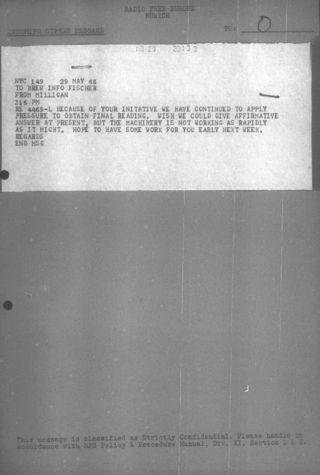 RADIO FREE EUROPE
MUNICH
INCOMING CIPHER MESSAGE
TO: O
NYC 149 29 MAY 66
TO BREW INFO FISCHER
FROM MILLIGAN
316 PM
RE 4469-L BECAUSE OF YOUR INITATIVE WE HAVE CONTINUED TO APPLY
PRESSURE TO OBTAIN FINAL READING. WISH WE COULD GIVE AFFIRMATIVE
ANSWER AT PRESENT, BUT THE MACHINERY IS NOT WORKING AS RAPIDLY
AS IT MIGHT. HOPE TO HAVE SOME WORK FOR YOU EARLY NEXT WEEK.
REGARDS
END MSG
This message is classified as Strictly Confidential. Please handle in
accordance with RFE Policy & Procedure Manual, Div. XI, Section 1 & 2.